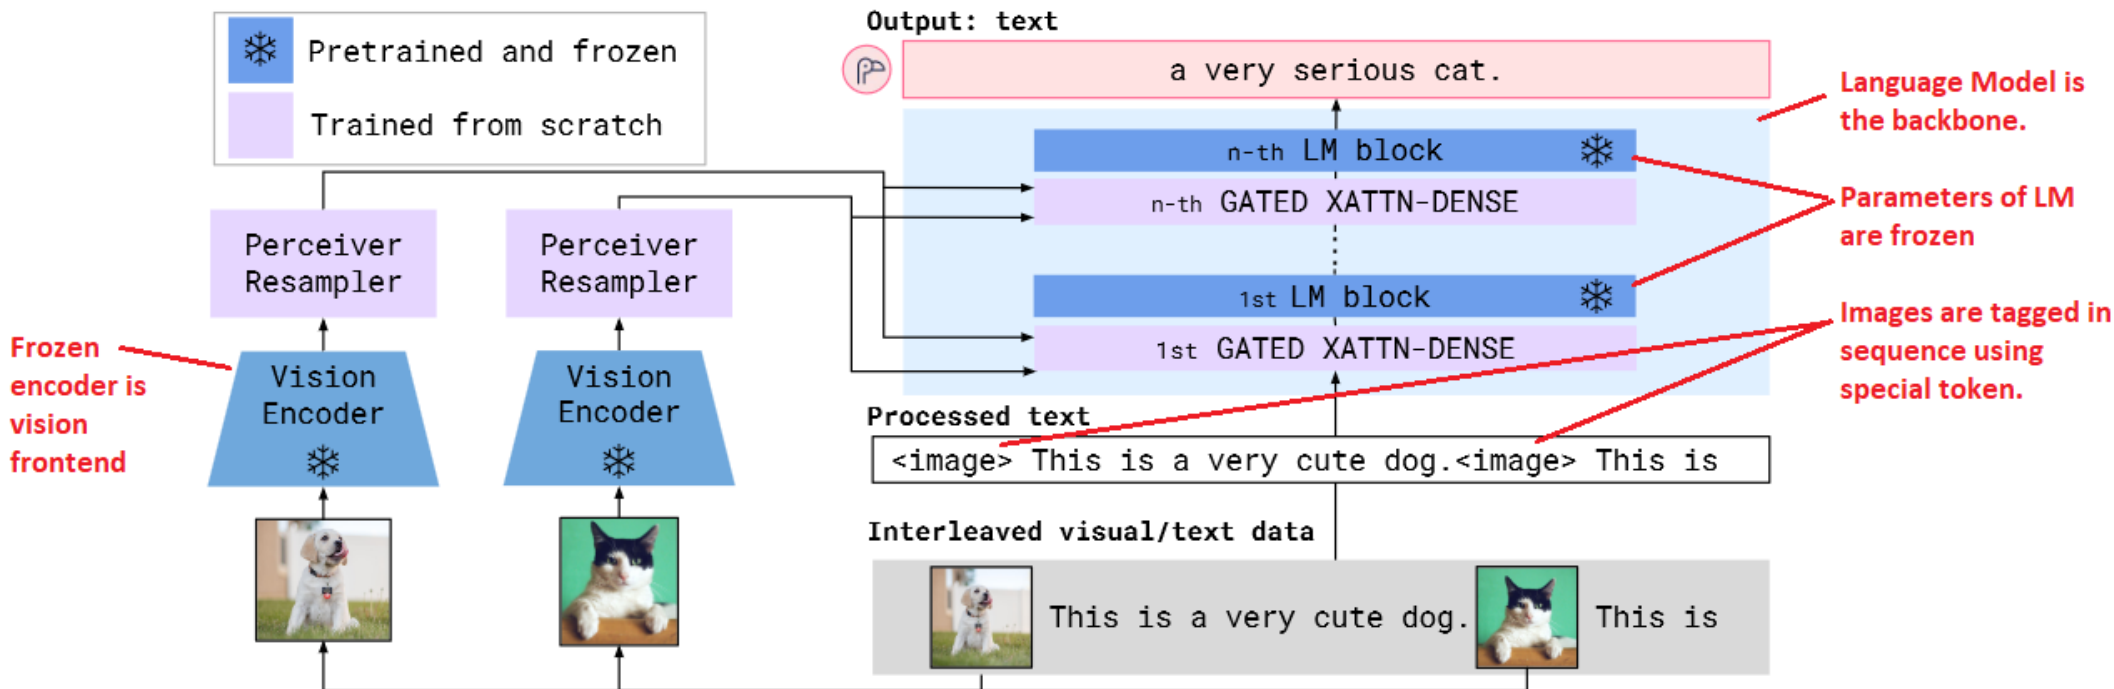 Pretrained and frozen
Trained from scratch
Perceiver
Resampler
Perceiver
Resampler
Vision
Encoder
Vision
Encoder
Frozen
encoder is
vision
frontend
Output: text
a very serious cat.
n-th LM block
n-th GATED XATTN-DENSE
1st LM block
1st GATED XATTN-DENSE
Processed text
<image> This is a very cute dog.<image> This is
Interleaved visual/text data
This is a very cute dog.
This is
Language Model is
the backbone.
Parameters of LM
are frozen
Images are tagged in
sequence using
special token.